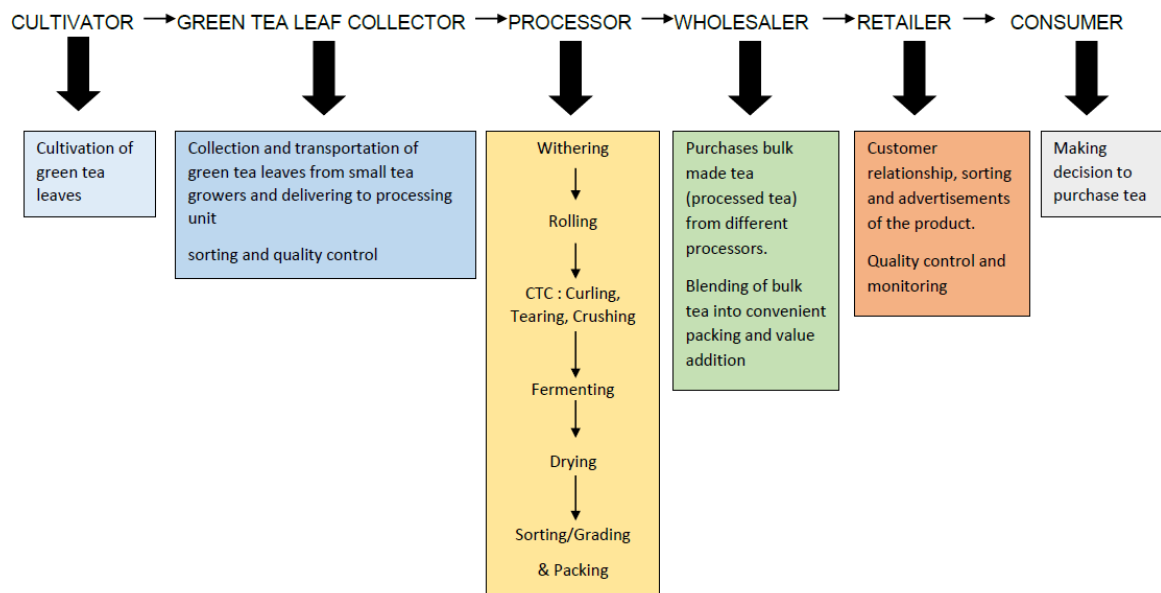 CULTIVATOR GREEN TEA LEAF COLLECTOR PROCESSOR WHOLESALER RETAILER CONSUMER
Cultivation of
green tea
leaves
Collection and transportation of
green tea leaves from small tea
growers and delivering to processing
unit
sorting and quality control
Withering
Rolling
CTC : Curling,
Tearing, Crushing
Fermenting
Drying
Sorting/Grading
& Packing
Purchases bulk
made tea
(processed tea)
from different
processors.
Blending of bulk
tea into convenient
packing and value
addition
Customer
relationship, sorting
and advertisements
of the product.
Quality control and
monitoring
Making
decision to
purchase tea